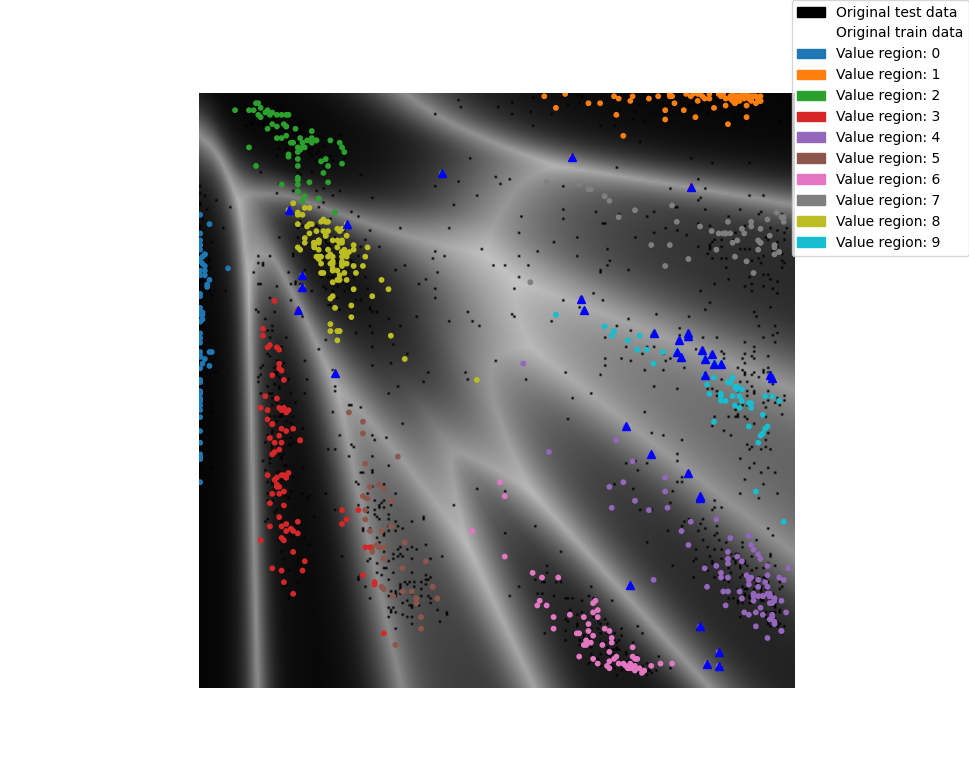 Original test data
Original train data
Value region: 0
Value region: 1
Value region: 2
Value region: 3
Value region: 4
Value region: 5
Value region: 6
Value region: 7
Value region: 8
Value region: 9